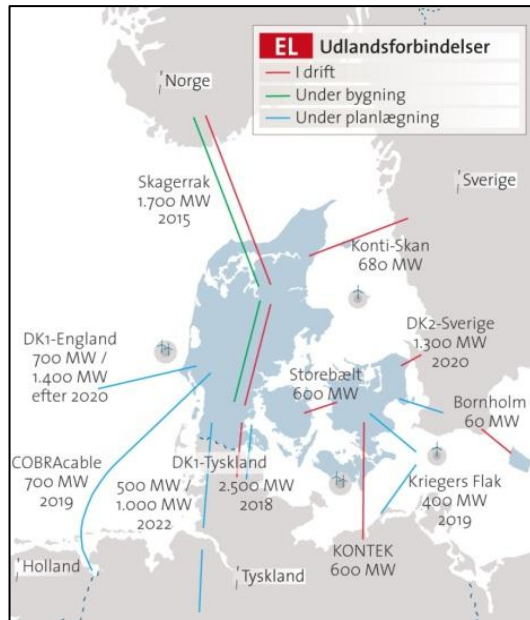 EL Udlandsforbindelser
I drift
Under bygning
Under planlægning
Norge
Sverige
Skagerrak
1.700 MW
2015
Konti-Skan
680 MW
DK1-England
700 MW /
1.400 MW
efter 2020
DK2-Sverige
1.300 MW
2020
Storebælt
600 MW
Bornholm
60 MW
COBRAcable
700 MW
2019
DK1-Tyskland
500 MW /
1.000 MW
2022
2.500 MW
2018
Kriegers Flak
400 MW
2019
KONTEK
600 MW
Holland
Tyskland